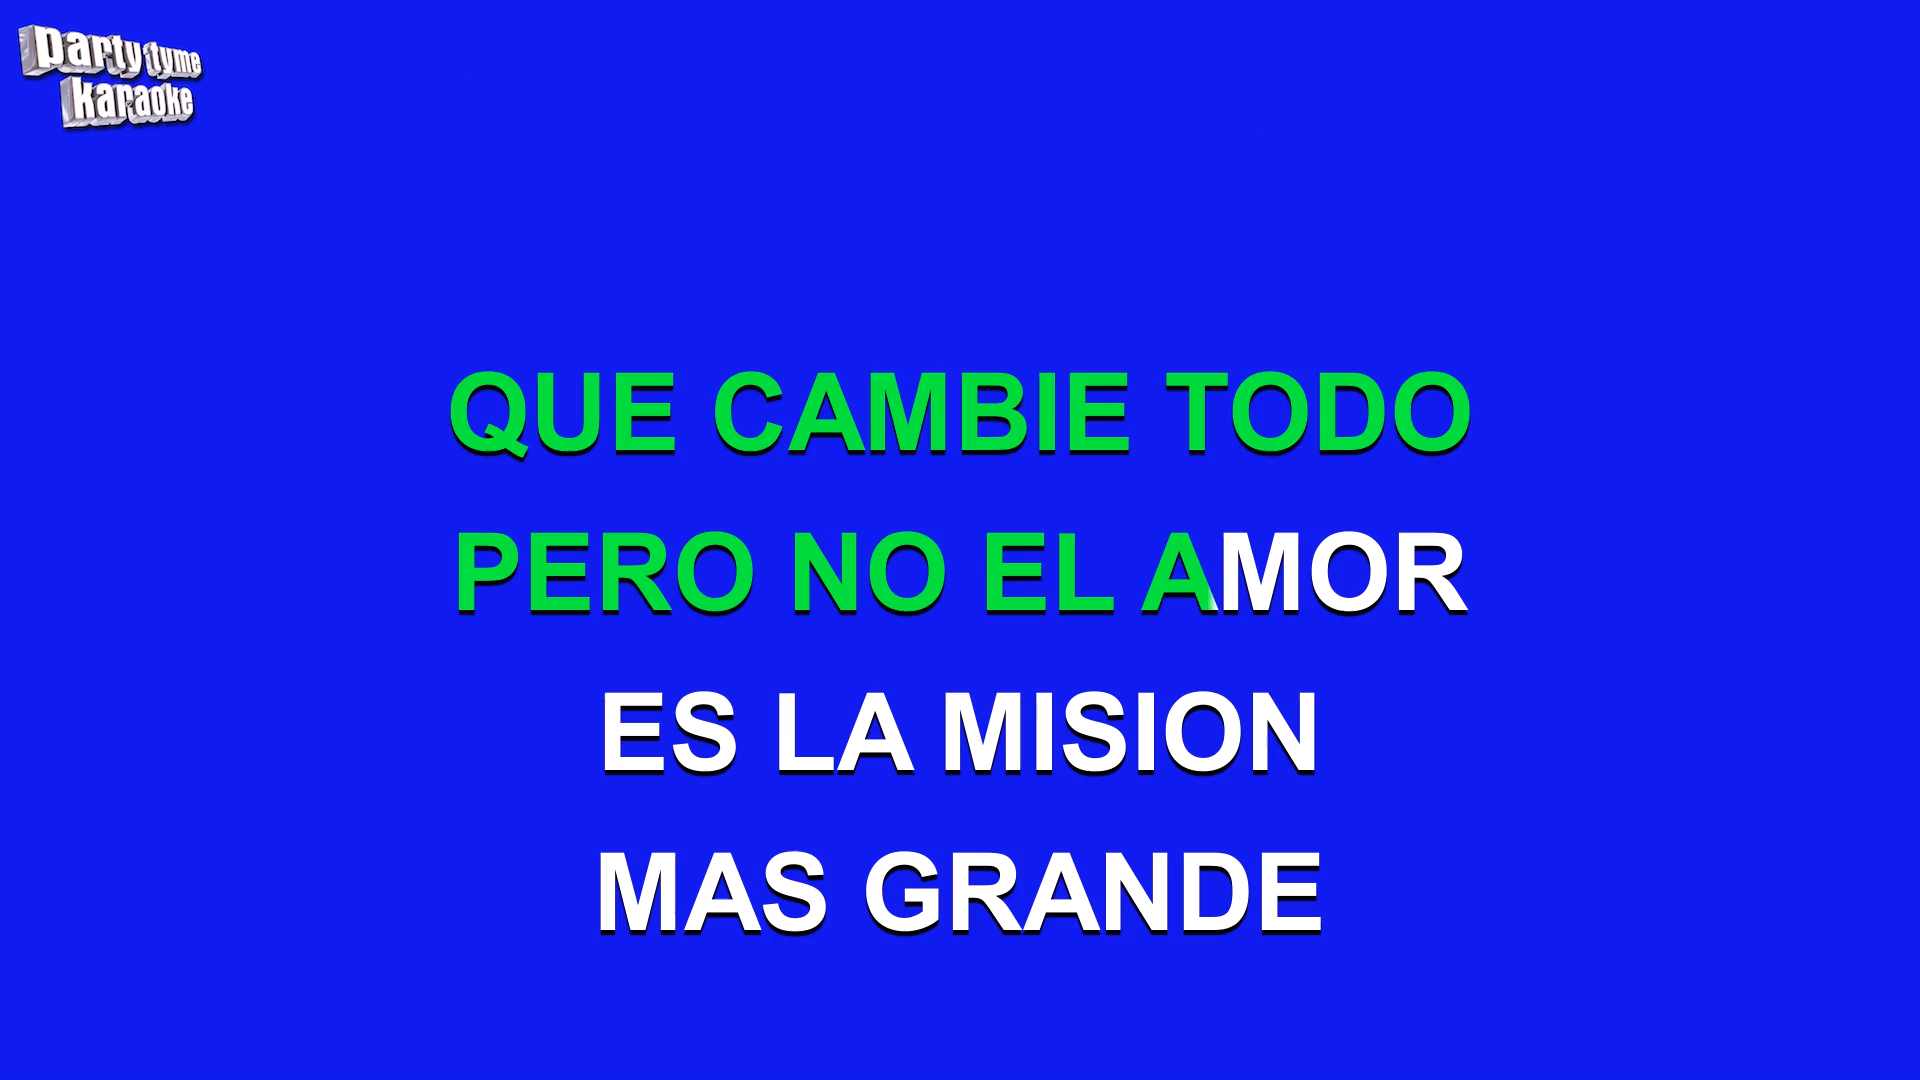 party tyme
karaoke
QUE CAMBIE TODO
PERO NO EL AMOR
ES LA MISION
MAS GRANDE